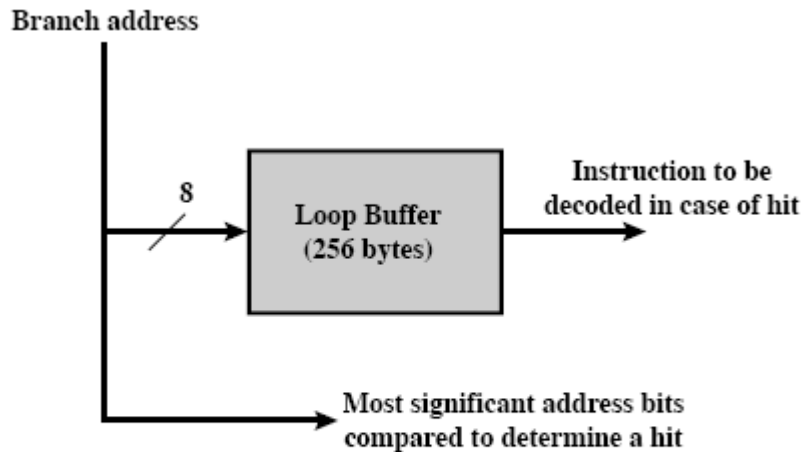 Branch address
8
Loop Buffer
(256 bytes)
Instruction to be
decoded in case of hit
Most significant address bits
compared to determine a hit